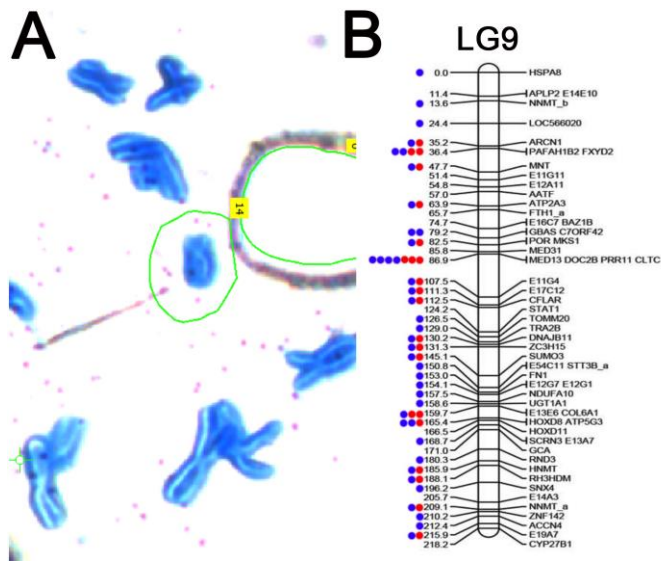 A
B
LG9
14
0.0 HSPA8
11.4 APLP2 E14E10
13.6 NNMT_b
24.4 LOC566020
35.2 ARCN1
36.4 PAFAH1B2 FXYD2
47.7 MNT
51.4 E11G11
54.8 E12A11
57.0 AATF
63.9 ATP2A3
65.7 FTH1_a
74.7 E16C7 BAZ1B
79.2 GBAS C7ORF42
82.5 POR MKS1
85.8 MED31
86.9 MED13 DOC2B PRR11 CLTC
107.5 E11G4
111.3 E17C12
112.5 CFLAR
124.2 STAT1
126.5 TOMM20
129.0 TRA2B
130.2 DNAJB11
131.3 ZC3H15
145.1 SUMO3
150.8 E54C11 STT3B_a
153.0 FN1
154.1 E12G7 E12G1
157.5 NDUFA10
158.6 UGT1A1
159.7 E13E6 COL6A1
165.4 HOXD8 ATP5G3
166.5 HOXD11
168.7 SCRN3 E13A7
171.0 GCA
180.3 RND3
185.9 HNMT
188.1 RH3HDM
196.2 SNX4
205.7 E14A3
209.1 NNMT_a
210.2 ZNF142
212.4 ACCN4
215.9 E19A7
218.2 CYP27B1